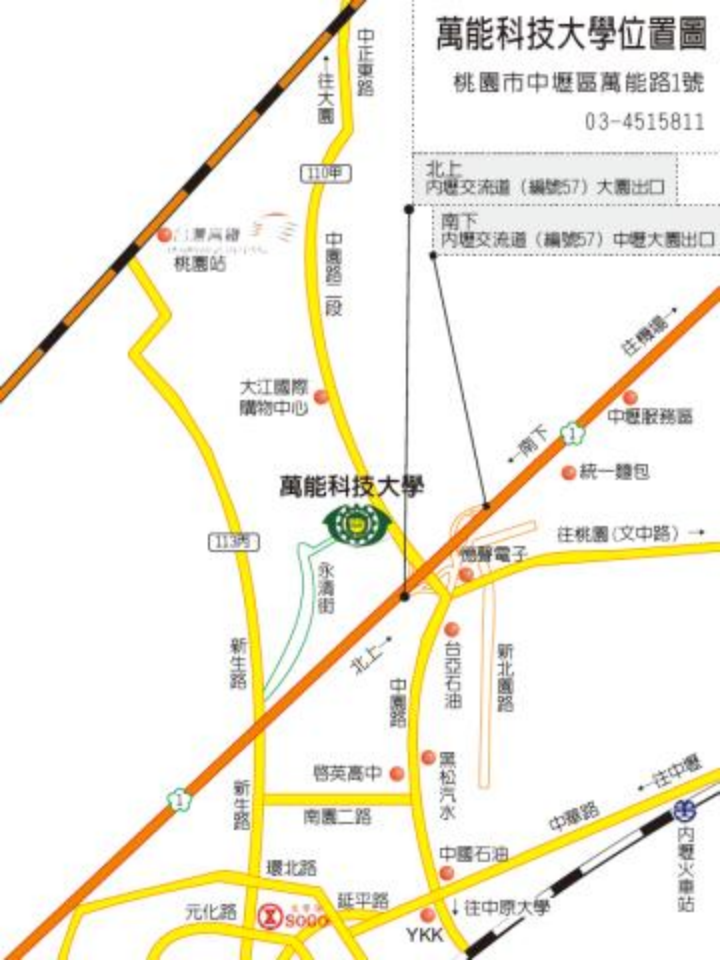 萬能科技大學位置圖
桃園市中壢區萬能路1號
03-4515811
中正東路
←往大園
110甲
北上
內壢交流道（編號57）大園出口
南下
內壢交流道（編號57）中壢大園出口
台灣高鐵
桃園站
中園路二段
往機場→
大江國際
購物中心
中壢服務區
1
←南下
統一麵包
萬能科技大學
往桃園(文中路) →
113丙
億聲電子
永清街
新生路
北上→
台亞石油
新北園路
中園路
黑松汽水
啓英高中
←往中壢
1
新生路
南園二路
中華路
內壢火車站
中國石油
環北路
延平路
元化路
SOGO
↓往中原大學
YKK